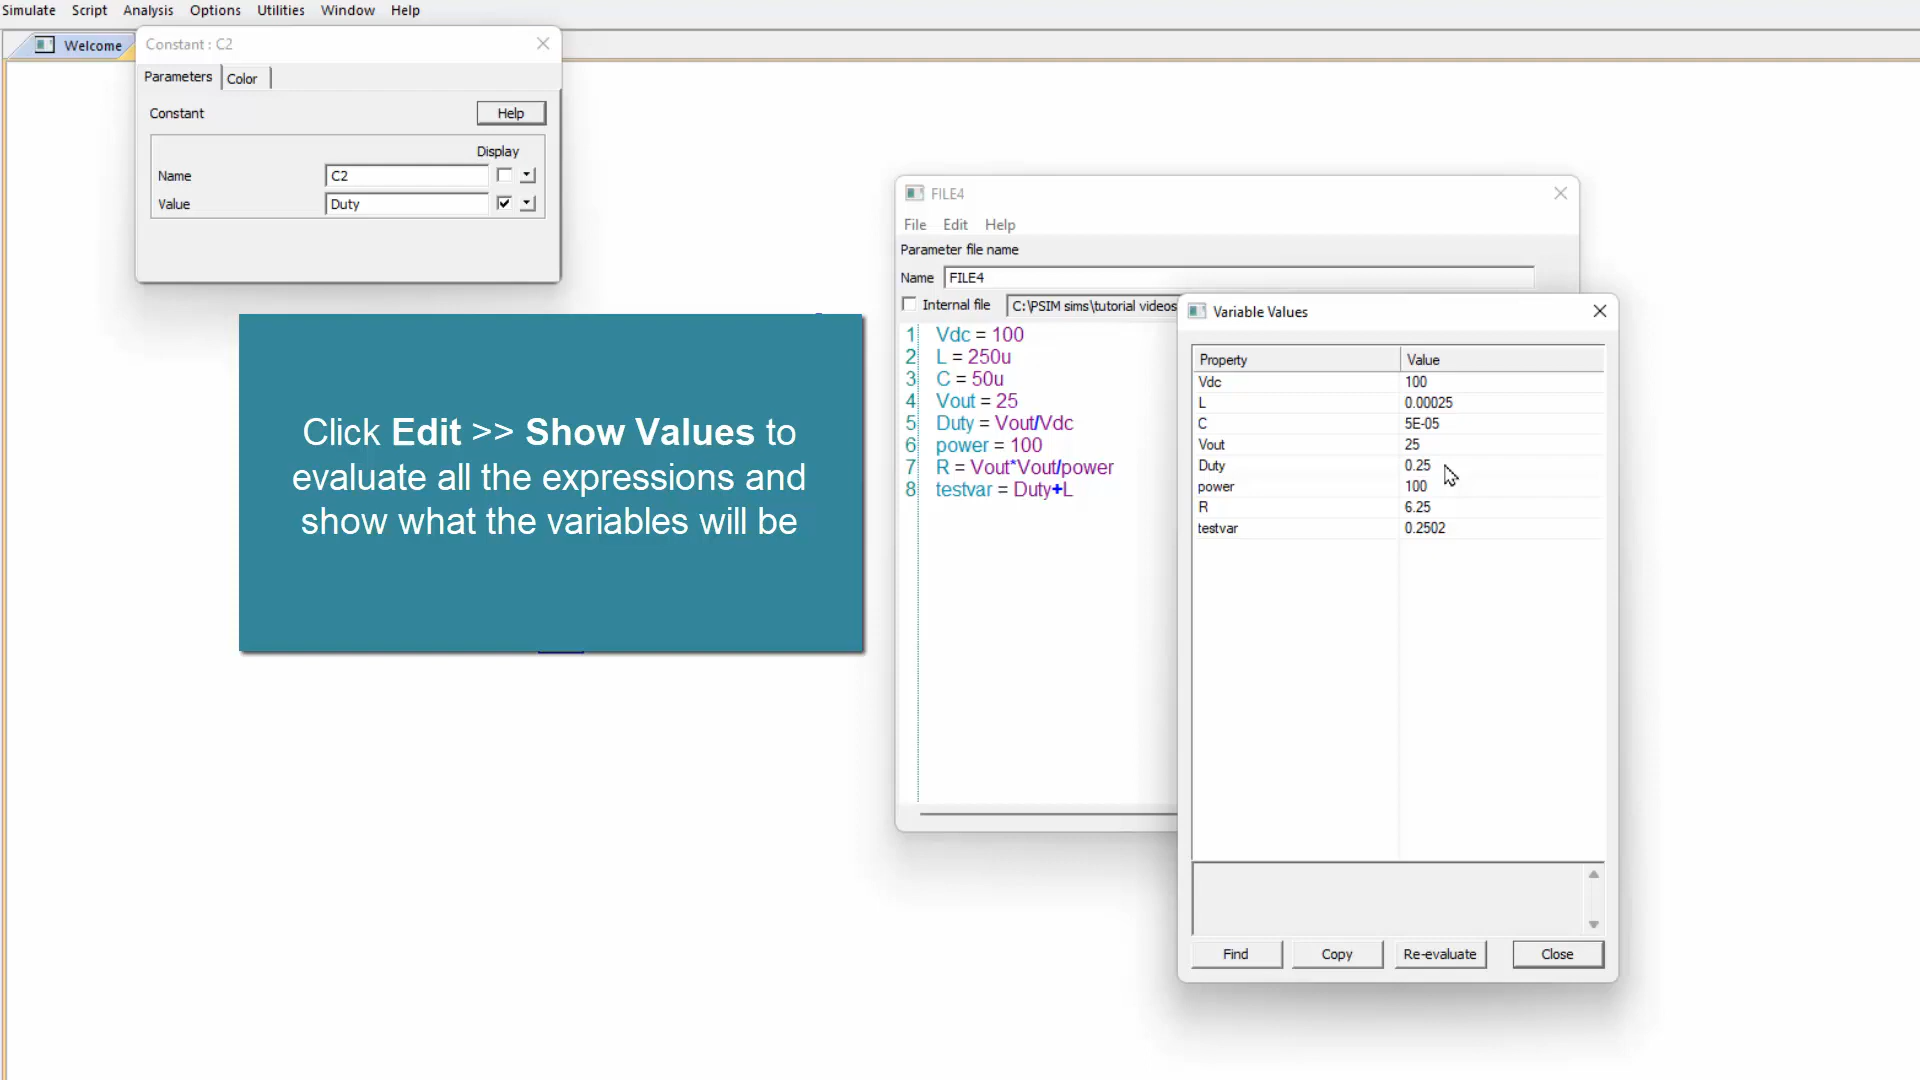 Simulate Script Analysis Options Utilities Window Help
Welcome
Constant : C2
Parameters Color
Constant Help
Display
Name C2
Value Duty
Click Edit >> Show Values to
evaluate all the expressions and
show what the variables will be
FILE4
File Edit Help
Parameter file name
Name FILE4
Internal file C:\PSIM sims\tutorial videos
1 Vdc = 100
2 L = 250u
3 C = 50u
4 Vout = 25
5 Duty = Vout/Vdc
6 power = 100
7 R = Vout*Vout/power
8 testvar = Duty+L
Variable Values
Property Value
Vdc 100
L 0.00025
C 5E-05
Vout 25
Duty 0.25
power 100
R 6.25
testvar 0.2502
Find Copy Re-evaluate Close